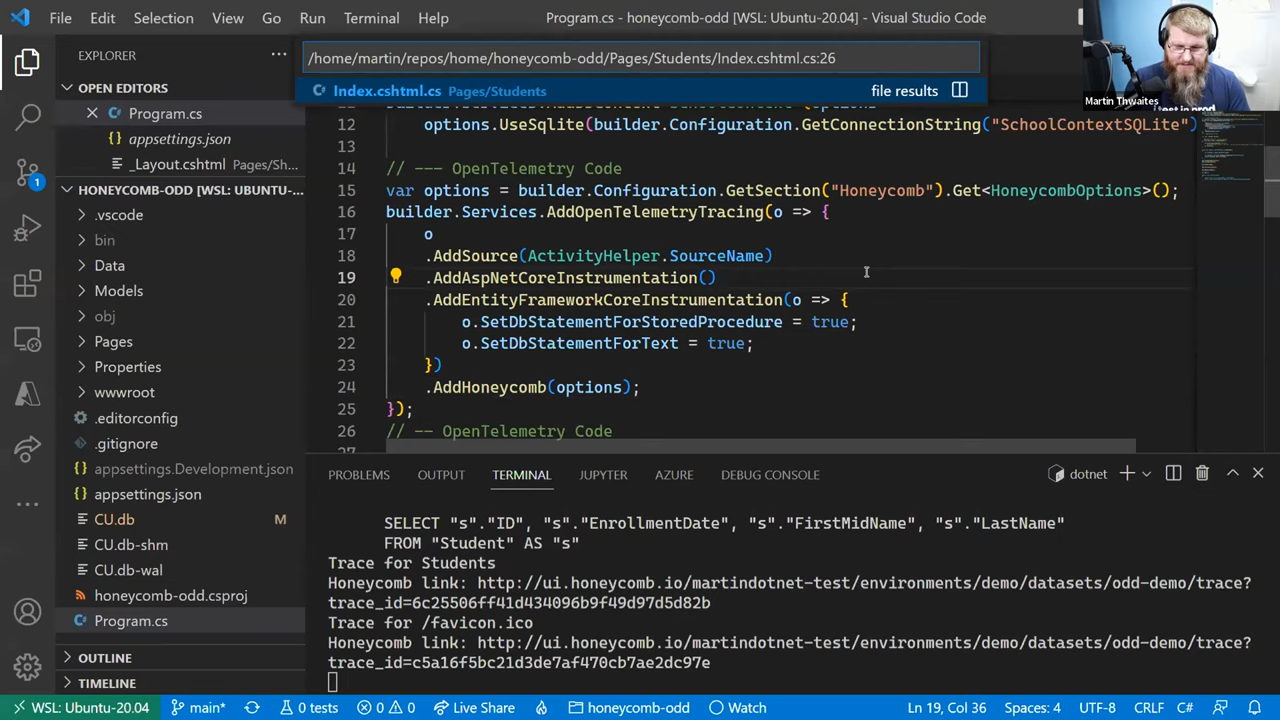 File Edit Selection View Go Run Terminal Help Program.cs - honeycomb-odd [WSL: Ubuntu-20.04] - Visual Studio Code
EXPLORER
/home/martin/repos/home/honeycomb-odd/Pages/Students/Index.cshtml.cs:26
Index.cshtml.cs Pages/Students file results
OPEN EDITORS
Program.cs
appsettings.json
_Layout.cshtml Pages/Sh...
HONEYCOMB-ODD [WSL: UBUNTU-...
.vscode
bin
Data
Models
obj
Pages
Properties
wwwroot
.editorconfig
.gitignore
appsettings.Development.json
appsettings.json
CU.db M
CU.db-shm
CU.db-wal
honeycomb-odd.csproj
Program.cs
OUTLINE
TIMELINE
1
12 options.UseSqlite(builder.Configuration.GetConnectionString("SchoolContextSQLite")
13
14 // --- OpenTelemetry Code
15 var options = builder.Configuration.GetSection("Honeycomb").Get<HoneycombOptions>();
16 builder.Services.AddOpenTelemetryTracing(o => {
17 o
18 .AddSource(ActivityHelper.SourceName)
19 .AddAspNetCoreInstrumentation()
20 .AddEntityFrameworkCoreInstrumentation(o => {
21 o.SetDbStatementForStoredProcedure = true;
22 o.SetDbStatementForText = true;
23 })
24 .AddHoneycomb(options);
25 });
26 // -- OpenTelemetry Code
Martin Thwaites
PROBLEMS OUTPUT TERMINAL JUPYTER AZURE DEBUG CONSOLE dotnet
SELECT "s"."ID", "s"."EnrollmentDate", "s"."FirstMidName", "s"."LastName"
FROM "Student" AS "s"
Trace for Students
Honeycomb link: http://ui.honeycomb.io/martindotnet-test/environments/demo/datasets/odd-demo/trace?
trace_id=6c25506ff41d434096b9f49d97d5d82b
Trace for /favicon.ico
Honeycomb link: http://ui.honeycomb.io/martindotnet-test/environments/demo/datasets/odd-demo/trace?
trace_id=c5a16f5bc21d3de7af470cb7ae2dc97e
WSL: Ubuntu-20.04 main* 0 tests 0 0 Live Share honeycomb-odd Watch Ln 19, Col 36 Spaces: 4 UTF-8 CRLF C#